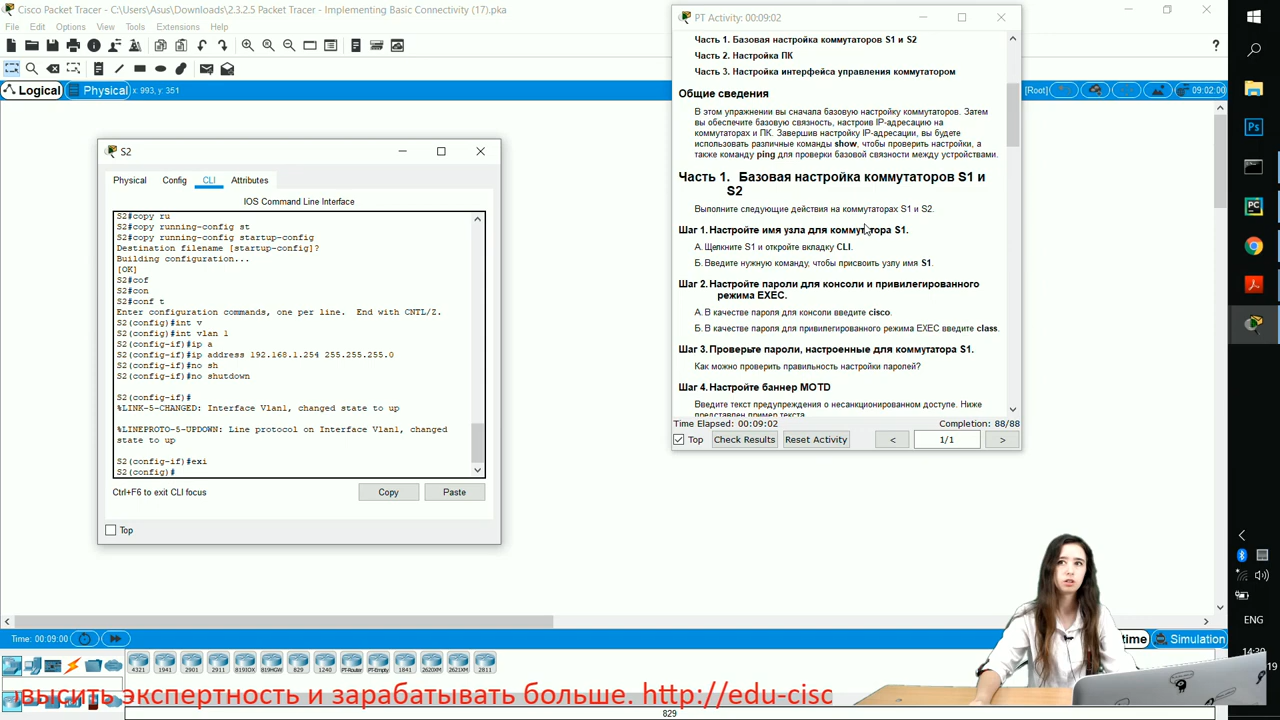 Cisco Packet Tracer - C:\Users\Asus\Downloads\2.3.2.5 Packet Tracer - Implementing Basic Connectivity (17).pka
File Edit Options View Tools Extensions Help
Logical Physical x: 993, y: 351
[Root] 09:02:00
S2
Physical Config CLI Attributes
IOS Command Line Interface
S2#copy ru
S2#copy running-config st
S2#copy running-config startup-config
Destination filename [startup-config]?
Building configuration...
[OK]
S2#cof
S2#con
S2#conf t
Enter configuration commands, one per line. End with CNTL/Z.
S2(config)#int v
S2(config)#int vlan 1
S2(config-if)#ip a
S2(config-if)#ip address 192.168.1.254 255.255.255.0
S2(config-if)#no sh
S2(config-if)#no shutdown
S2(config-if)#
%LINK-5-CHANGED: Interface Vlan1, changed state to up
%LINEPROTO-5-UPDOWN: Line protocol on Interface Vlan1, changed
state to up
S2(config-if)#exi
S2(config)#
Ctrl+F6 to exit CLI focus
Copy Paste
Top
PT Activity: 00:09:02
Часть 1. Базовая настройка коммутаторов S1 и S2
Часть 2. Настройка ПК
Часть 3. Настройка интерфейса управления коммутатором
Общие сведения
В этом упражнении вы сначала базовую настройку коммутаторов. Затем
вы обеспечите базовую связность, настроив IP-адресацию на
коммутаторах и ПК. Завершив настройку IP-адресации, вы будете
использовать различные команды show, чтобы проверить настройки, а
также команду ping для проверки базовой связности между устройствами.
Часть 1. Базовая настройка коммутаторов S1 и
S2
Выполните следующие действия на коммутаторах S1 и S2.
Шаг 1. Настройте имя узла для коммутатора S1.
А. Щелкните S1 и откройте вкладку CLI.
Б. Введите нужную команду, чтобы присвоить узлу имя S1.
Шаг 2. Настройте пароли для консоли и привилегированного
режима EXEC.
А. В качестве пароля для консоли введите cisco.
Б. В качестве пароля для привилегированного режима EXEC введите class.
Шаг 3. Проверьте пароли, настроенные для коммутатора S1.
Как можно проверить правильность настройки паролей?
Шаг 4. Настройте баннер MOTD
Введите текст предупреждения о несанкционированном доступе. Ниже
представлен пример текста.
Time Elapsed: 00:09:02 Completion: 88/88
Top Check Results Reset Activity < 1/1 >
Time: 00:09:00
time Simulation
4321 1941 2901 2911 819IOX 819HGW 829 1240 PT-Router PT-Empty 1841 2620XM 2621XM 2811
829
ENG
высить экспертность и зарабатывать больше. http://edu-cisc